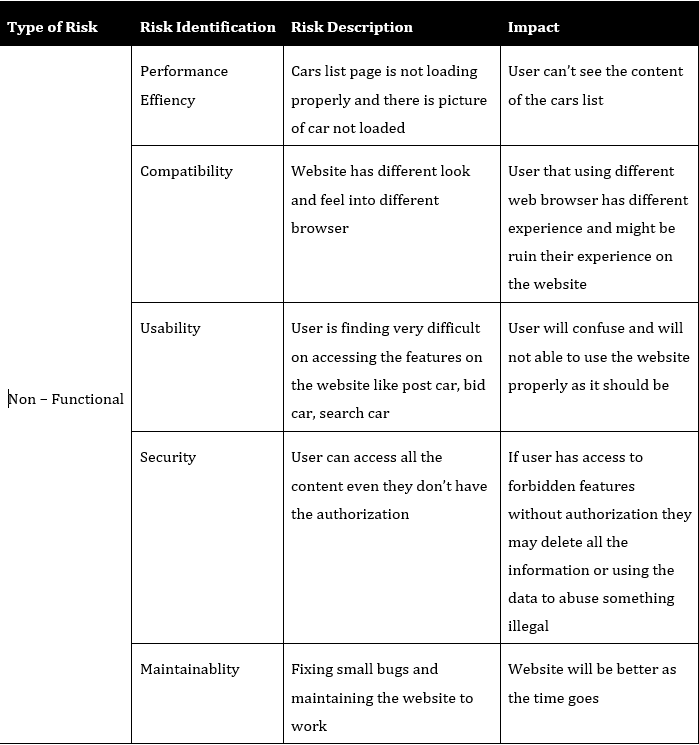 Type of Risk Risk Identification Risk Description Impact
Non – Functional
Performance
Effiency
Cars list page is not loading
properly and there is picture
of car not loaded
User can't see the content
of the cars list
Compatibility
Website has different look
and feel into different
browser
User that using different
web browser has different
experience and might be
ruin their experience on
the website
Usability
User is finding very difficult
on accessing the features on
the website like post car, bid
car, search car
User will confuse and will
not able to use the website
properly as it should be
Security
User can access all the
content even they don't have
the authorization
If user has access to
forbidden features
without authorization they
may delete all the
information or using the
data to abuse something
illegal
Maintainablity
Fixing small bugs and
maintaining the website to
work
Website will be better as
the time goes